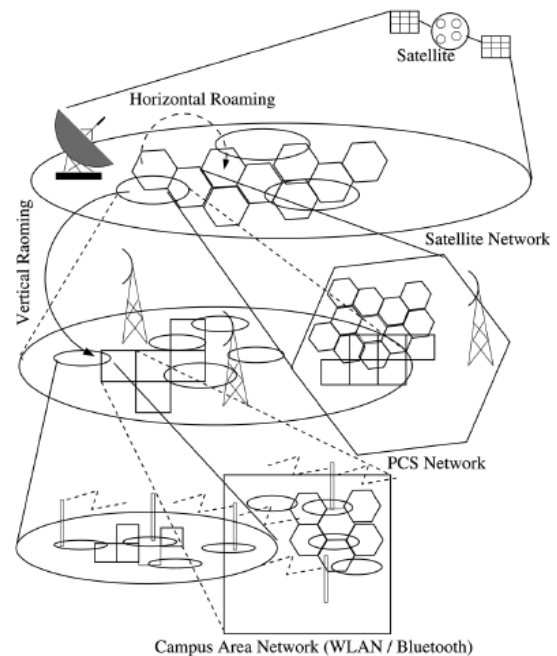 Satellite
Horizontal Roaming
Satellite Network
Vertical Raoming
PCS Network
Campus Area Network (WLAN / Bluetooth)